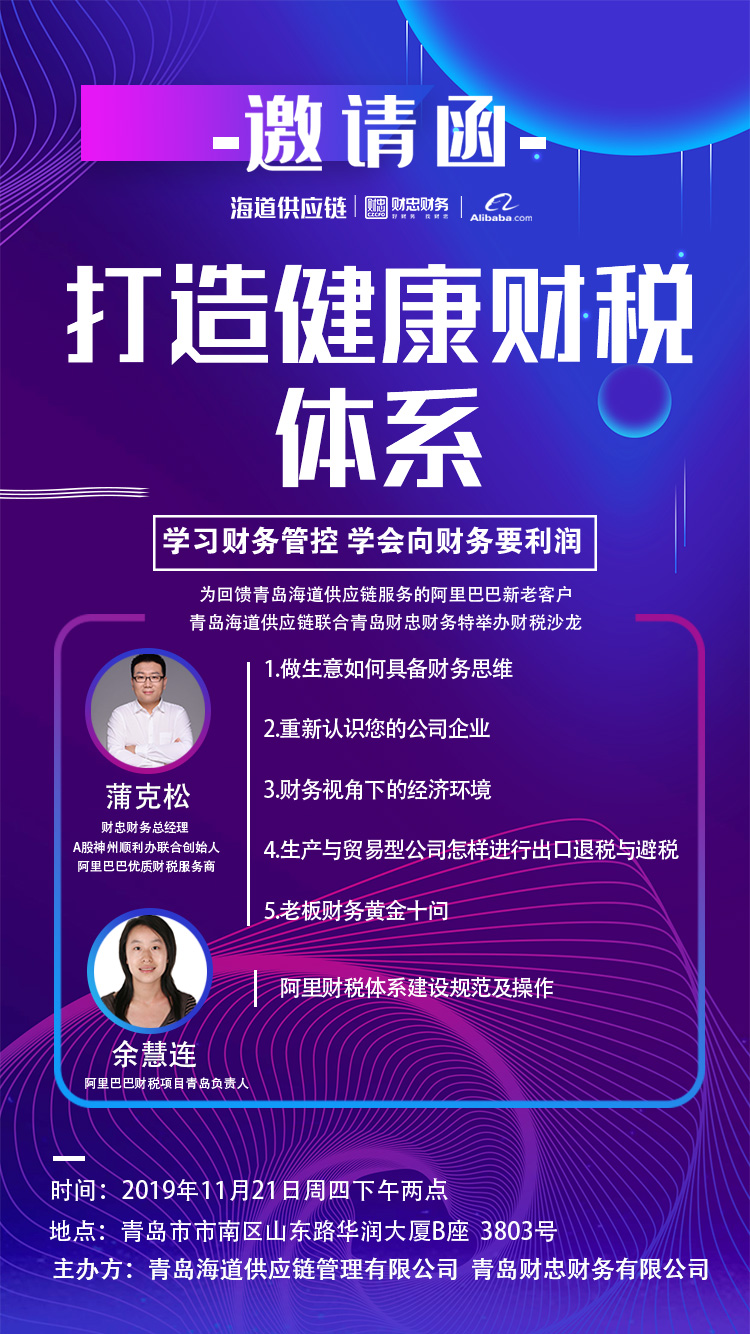 -邀请函-
海道供应链 | 财忠 CZCFO 财忠财务 | Alibaba.com
打造健康财税
体系
学习财务管控 学会向财务要利润
为回馈青岛海道供应链服务的阿里巴巴新老客户
青岛海道供应链联合青岛财忠财务特举办财税沙龙
1.做生意如何具备财务思维
2.重新认识您的公司企业
3.财务视角下的经济环境
4.生产与贸易型公司怎样进行出口退税与避税
5.老板财务黄金十问
蒲克松
财忠财务总经理
A股神州顺利办联合创始人
阿里巴巴优质财税服务商
阿里财税体系建设规范及操作
余慧连
阿里巴巴财税项目青岛负责人
时间：2019年11月21日周四下午两点
地点：青岛市市南区山东路华润大厦B座 3803号
主办方：青岛海道供应链管理有限公司 青岛财忠财务有限公司